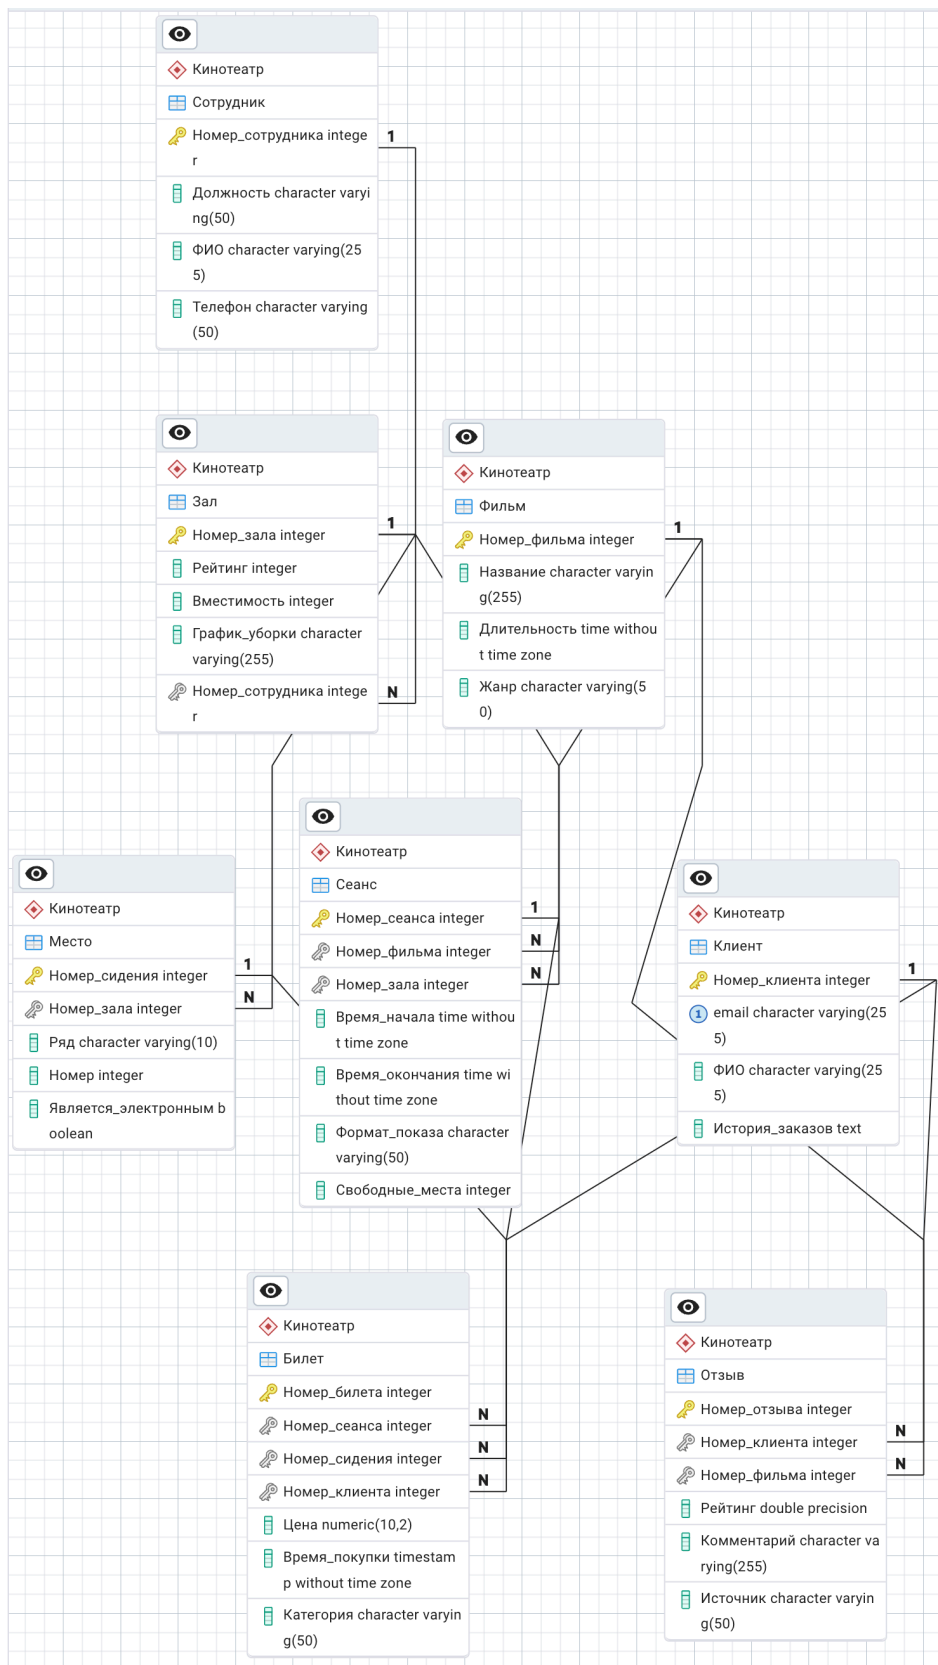 Кинотеатр
Сотрудник
Номер_сотрудника intege
r
1
Должность character varyi
ng(50)
ФИО character varying(25
5)
Телефон character varying
(50)
Кинотеатр
Зал
Номер_зала integer
1
Рейтинг integer
Вместимость integer
График_уборки character
varying(255)
Номер_сотрудника intege
r
N
Кинотеатр
Фильм
Номер_фильма integer
1
Название character varyin
g(255)
Длительность time withou
t time zone
Жанр character varying(5
0)
Кинотеатр
Место
Номер_сидения integer
1
Номер_зала integer
N
Ряд character varying(10)
Номер integer
Является_электронным b
oolean
Кинотеатр
Сеанс
Номер_сеанса integer
1
Номер_фильма integer
N
Номер_зала integer
N
Время_начала time withou
t time zone
Время_окончания time wi
thout time zone
Формат_показа character
varying(50)
Свободные_места integer
Кинотеатр
Клиент
Номер_клиента integer
1
1
email character varying(25
5)
ФИО character varying(25
5)
История_заказов text
Кинотеатр
Билет
Номер_билета integer
Номер_сеанса integer
N
Номер_сидения integer
N
Номер_клиента integer
N
Цена numeric(10,2)
Время_покупки timestam
p without time zone
Категория character varyin
g(50)
Кинотеатр
Отзыв
Номер_отзыва integer
Номер_клиента integer
N
Номер_фильма integer
N
Рейтинг double precision
Комментарий character va
rying(255)
Источник character varyin
g(50)